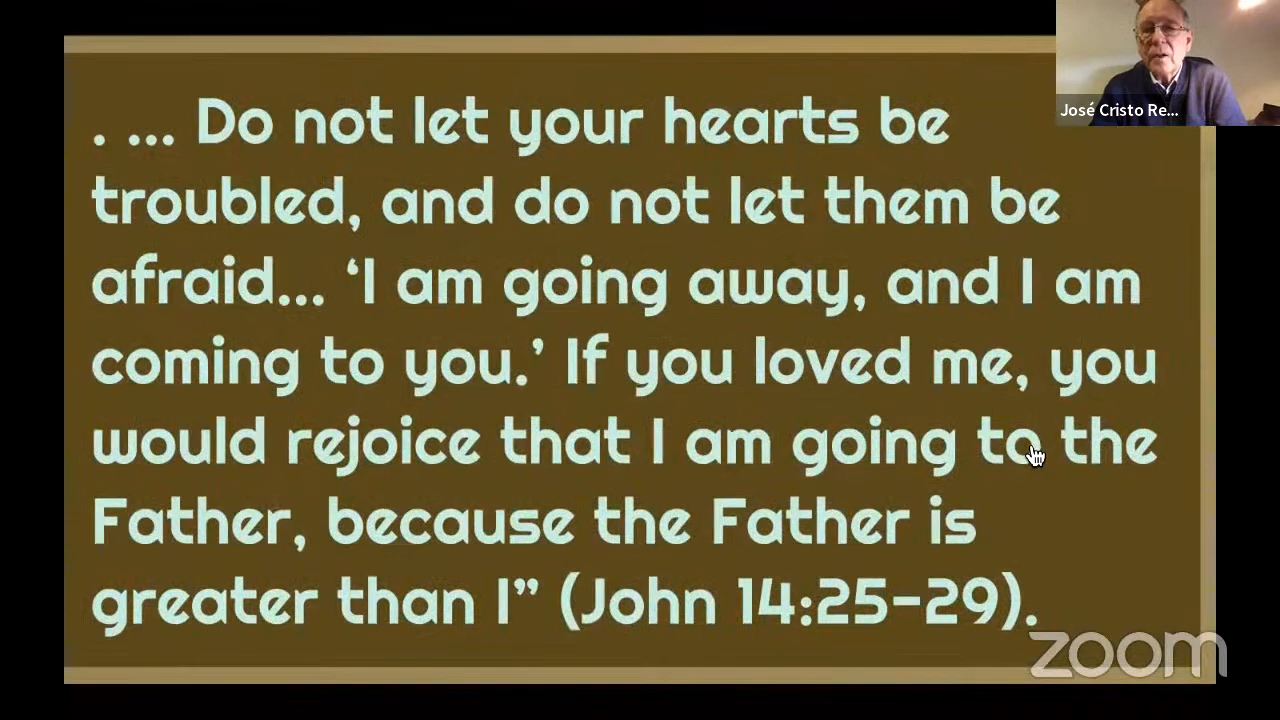 José Cristo Re...
. ... Do not let your hearts be
troubled, and do not let them be
afraid... ‘I am going away, and I am
coming to you.’ If you loved me, you
would rejoice that I am going to the
Father, because the Father is
greater than I” (John 14:25-29).
zoom